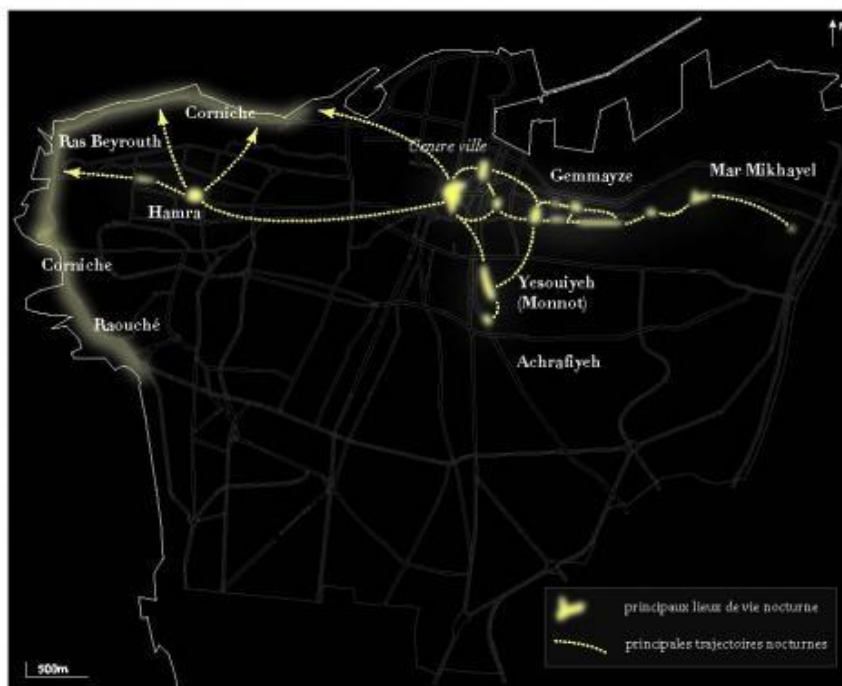 N
Corniche
Ras Beyrouth
Centre ville
Gemmayze
Mar Mikhayel
Hamra
Corniche
Yesouiyeh
(Monnot)
Raouché
Achrafiyeh
principaux lieux de vie nocturne
principales trajectoires nocturnes
500m